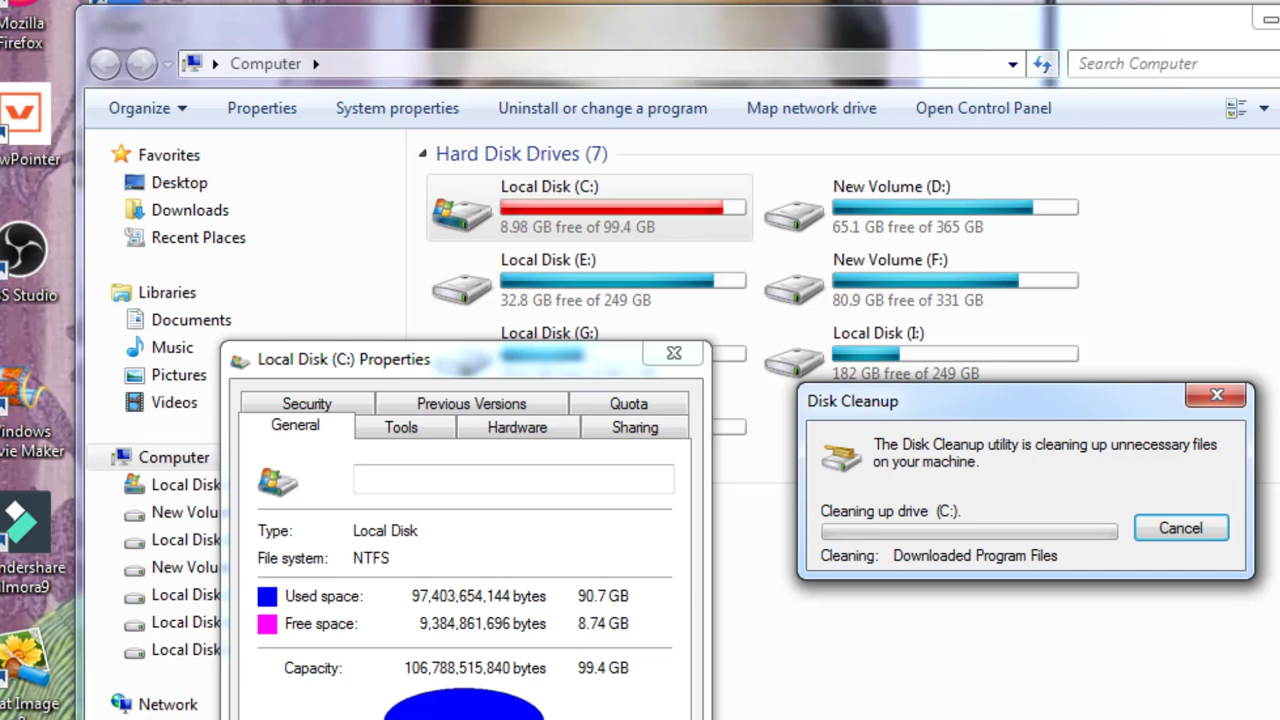 Mozilla
Firefox
wPointer
S Studio
indows
vie Maker
ndershare
ilmora9
at Image
Computer
Search Computer
Organize
Properties
System properties
Uninstall or change a program
Map network drive
Open Control Panel
Favorites
Desktop
Downloads
Recent Places
Libraries
Documents
Music
Pictures
Videos
Computer
Local Disk
New Volu
Local Disk
New Volu
Local Disk
Local Disk
Local Disk
Network
Hard Disk Drives (7)
Local Disk (C:)
8.98 GB free of 99.4 GB
New Volume (D:)
65.1 GB free of 365 GB
Local Disk (E:)
32.8 GB free of 249 GB
New Volume (F:)
80.9 GB free of 331 GB
Local Disk (G:)
Local Disk (I:)
182 GB free of 249 GB
Local Disk (C:) Properties
Security
Previous Versions
Quota
General
Tools
Hardware
Sharing
Type: Local Disk
File system: NTFS
Used space: 97,403,654,144 bytes 90.7 GB
Free space: 9,384,861,696 bytes 8.74 GB
Capacity: 106,788,515,840 bytes 99.4 GB
Disk Cleanup
The Disk Cleanup utility is cleaning up unnecessary files
on your machine.
Cleaning up drive (C:).
Cancel
Cleaning: Downloaded Program Files